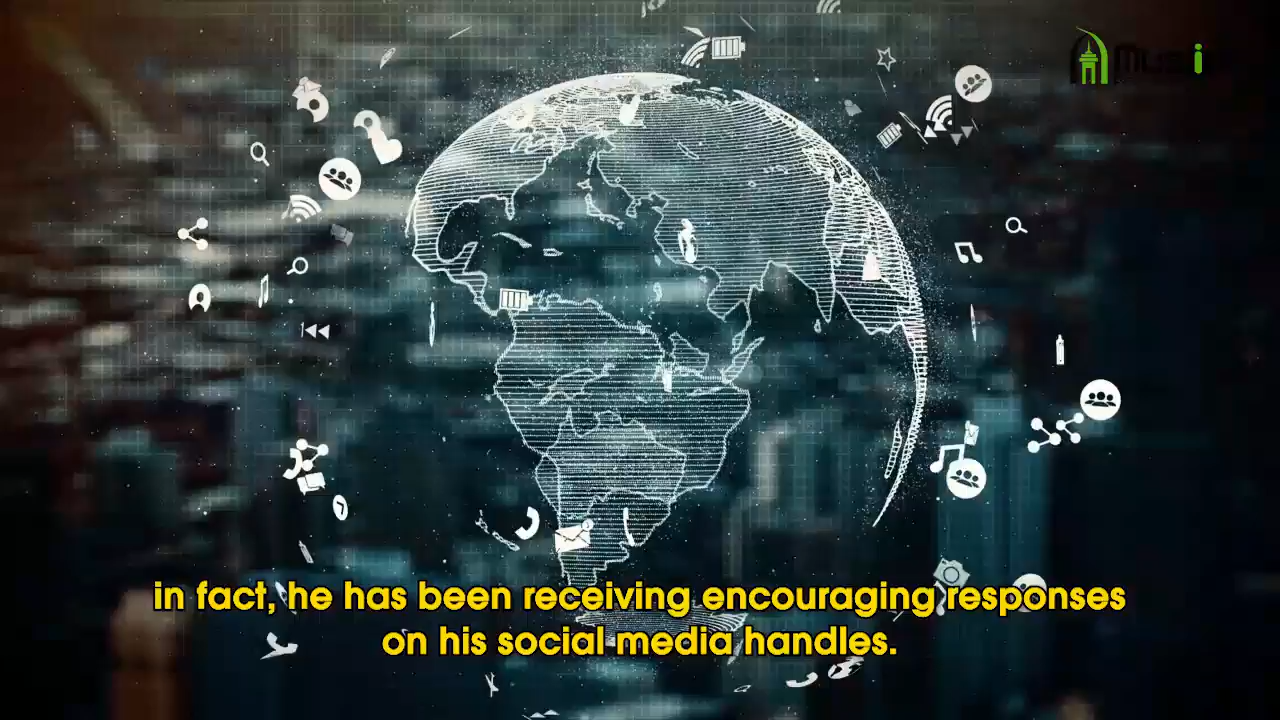 in fact, he has been receiving encouraging responses
on his social media handles.